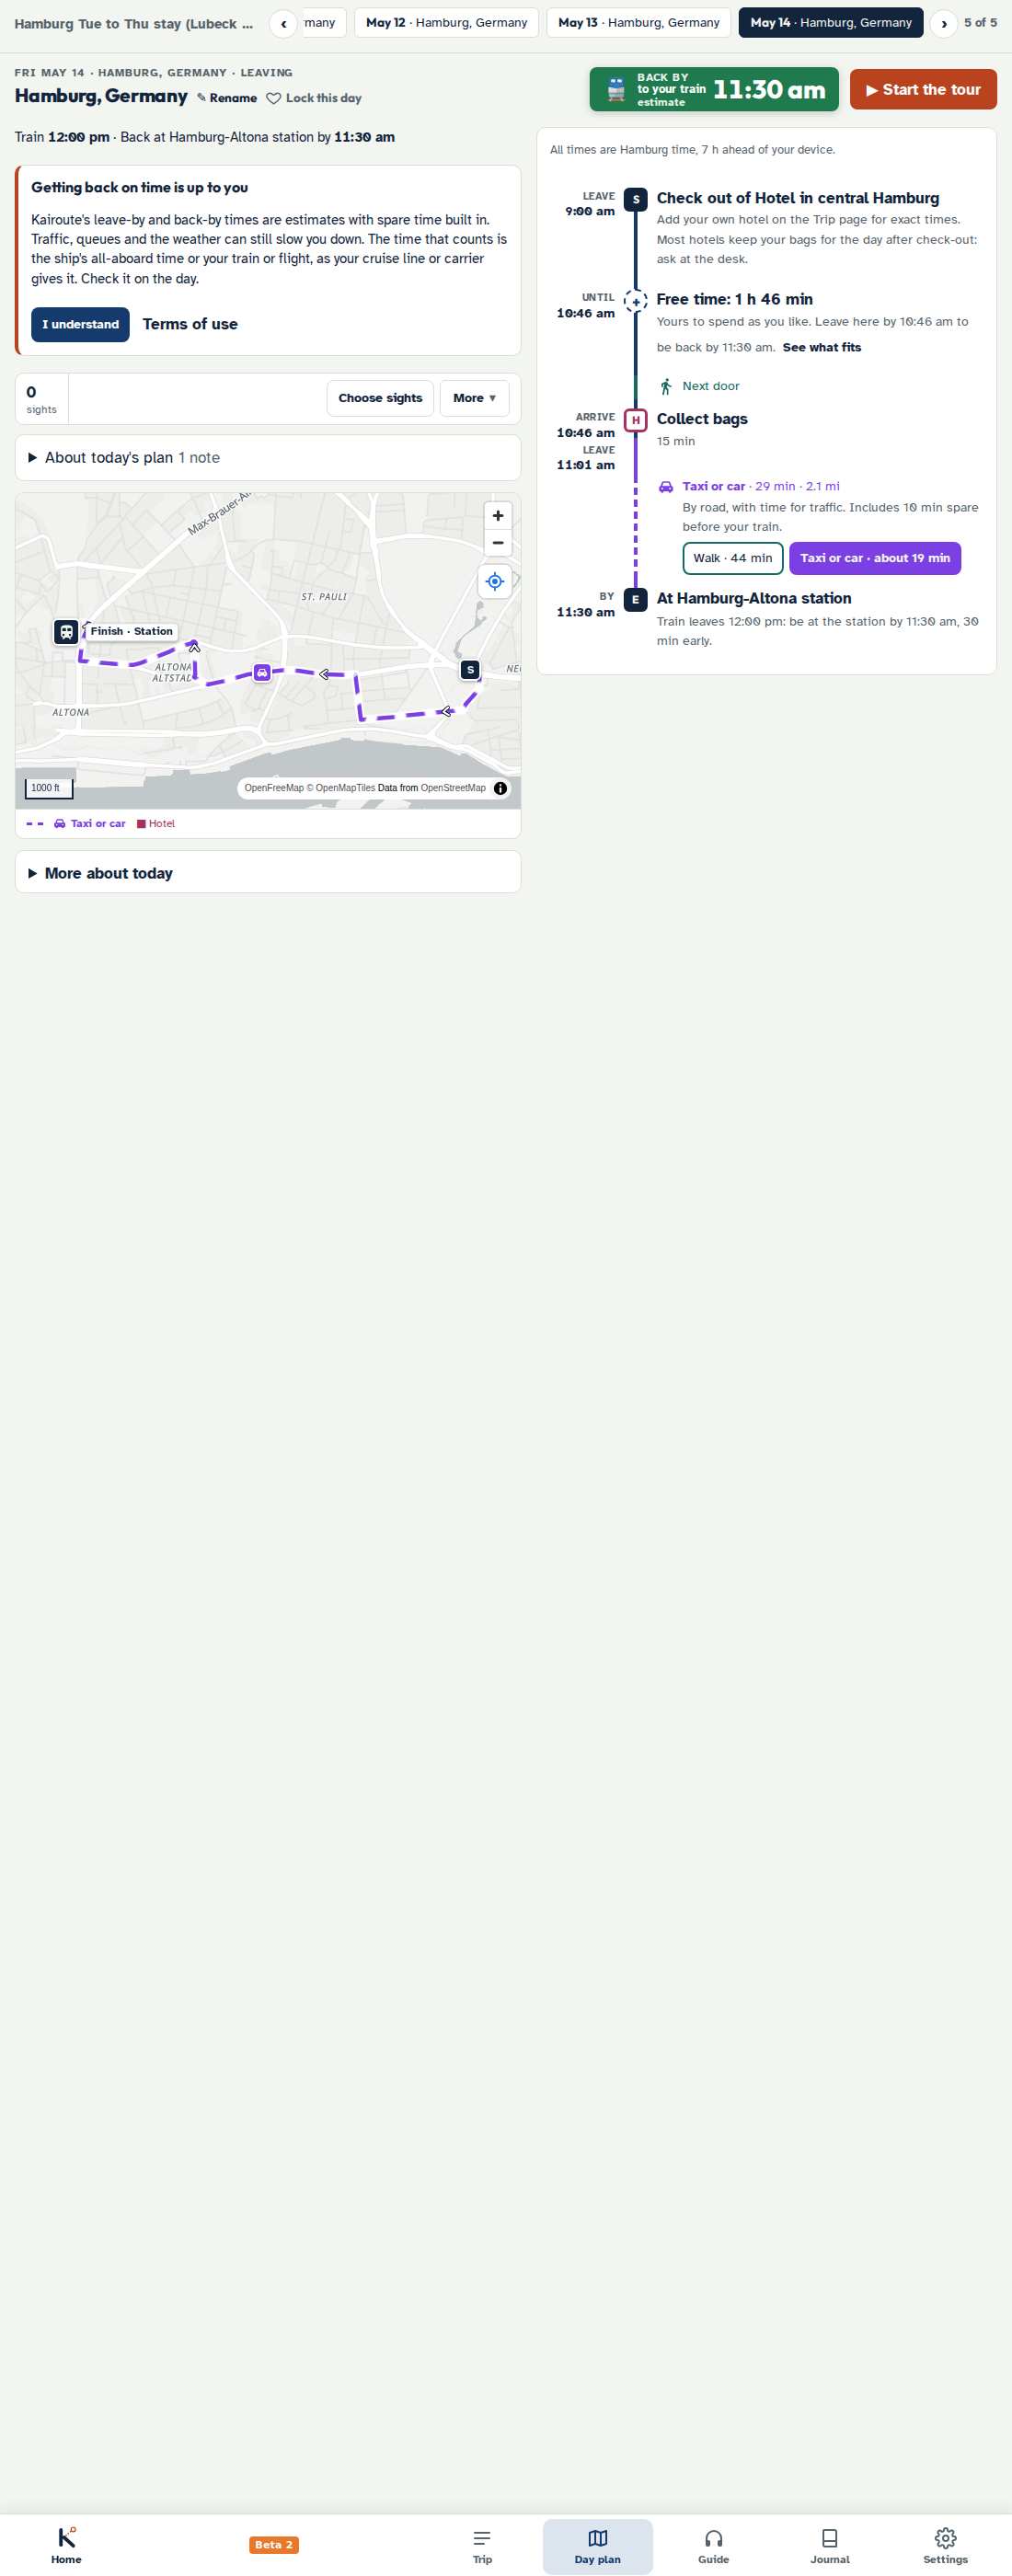 Hamburg Tue to Thu stay (Lubeck ...
‹
rmany
May 12 · Hamburg, Germany
May 13 · Hamburg, Germany
May 14 · Hamburg, Germany
›
5 of 5
FRI MAY 14 · HAMBURG, GERMANY · LEAVING
Hamburg, Germany
✎ Rename
Lock this day
BACK BY
to your train
estimate
11:30 am
▶ Start the tour
Train 12:00 pm · Back at Hamburg-Altona station by 11:30 am
Getting back on time is up to you
Kairoute's leave-by and back-by times are estimates with spare time built in.
Traffic, queues and the weather can still slow you down. The time that counts is
the ship's all-aboard time or your train or flight, as your cruise line or carrier
gives it. Check it on the day.
I understand
Terms of use
0
sights
Choose sights
More ▼
▶ About today's plan 1 note
Max-Brauer-Al
ST. PAULI
Finish · Station
ALTONA
ALTSTAD
S
NEU
ALTONA
1000 ft
OpenFreeMap © OpenMapTiles Data from OpenStreetMap
Taxi or car
Hotel
▶ More about today
All times are Hamburg time, 7 h ahead of your device.
LEAVE
9:00 am
S
Check out of Hotel in central Hamburg
Add your own hotel on the Trip page for exact times.
Most hotels keep your bags for the day after check-out:
ask at the desk.
UNTIL
10:46 am
+
Free time: 1 h 46 min
Yours to spend as you like. Leave here by 10:46 am to
be back by 11:30 am. See what fits
Next door
ARRIVE
10:46 am
LEAVE
11:01 am
H
Collect bags
15 min
Taxi or car · 29 min · 2.1 mi
By road, with time for traffic. Includes 10 min spare
before your train.
Walk · 44 min
Taxi or car · about 19 min
BY
11:30 am
E
At Hamburg-Altona station
Train leaves 12:00 pm: be at the station by 11:30 am, 30
min early.
Home
Beta 2
Trip
Day plan
Guide
Journal
Settings